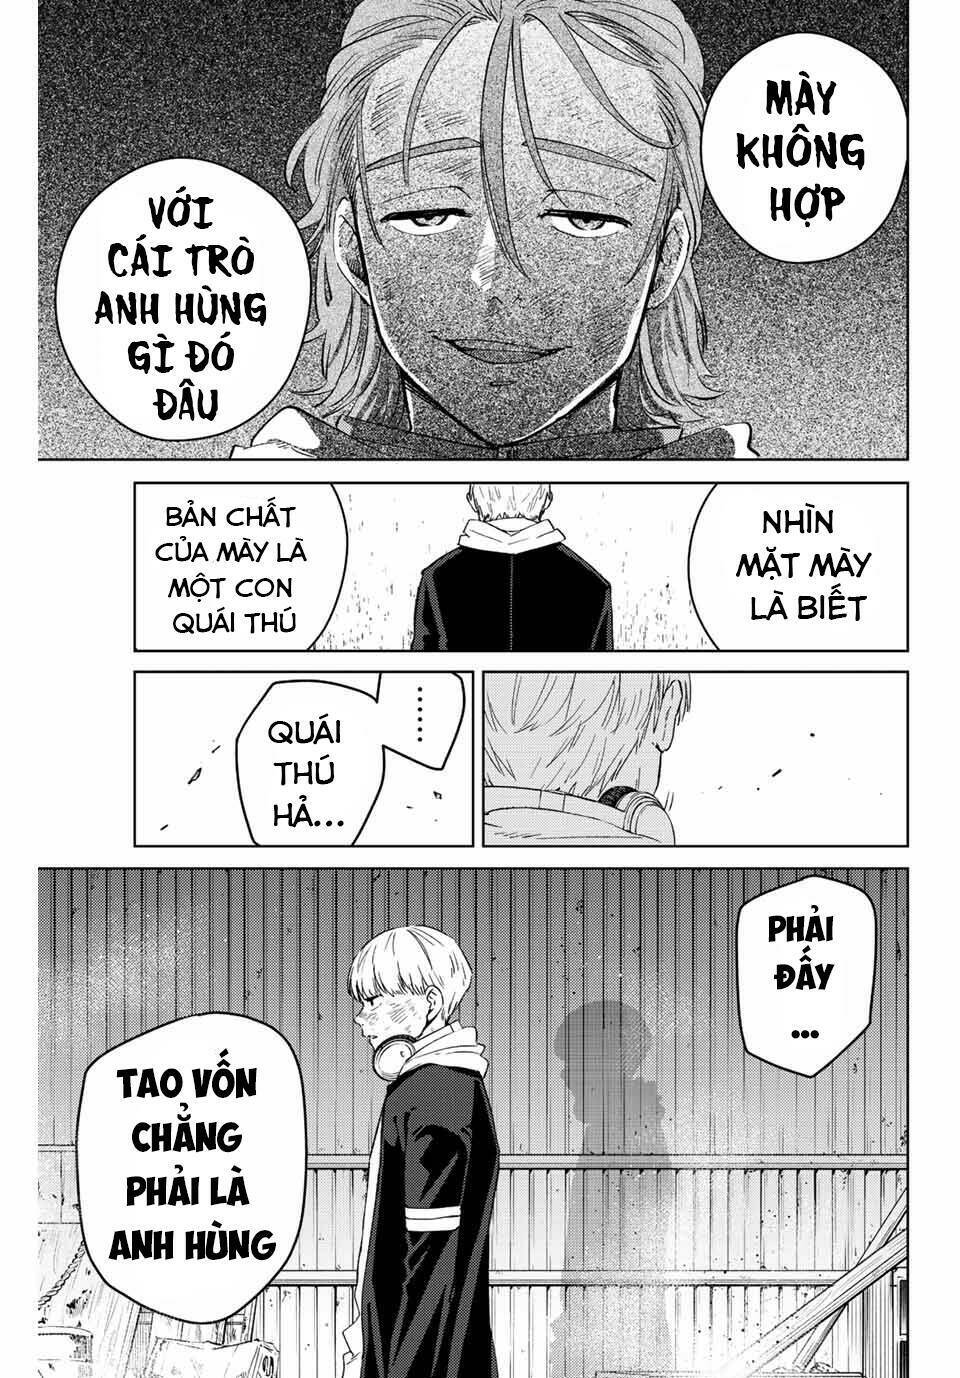 MÀY
KHÔNG
HỢP
VỚI
CÁI TRÒ
ANH HÙNG
GÌ ĐÓ
ĐÂU
NHÌN
MẶT MÀY
LÀ BIẾT
BẢN CHẤT
CỦA MÀY LÀ
MỘT CON
QUÁI THÚ
......
QUÁI
THÚ
HẢ...
PHẢI
ĐẤY
...
TAO VỐN
CHẲNG
PHẢI LÀ
ANH HÙNG